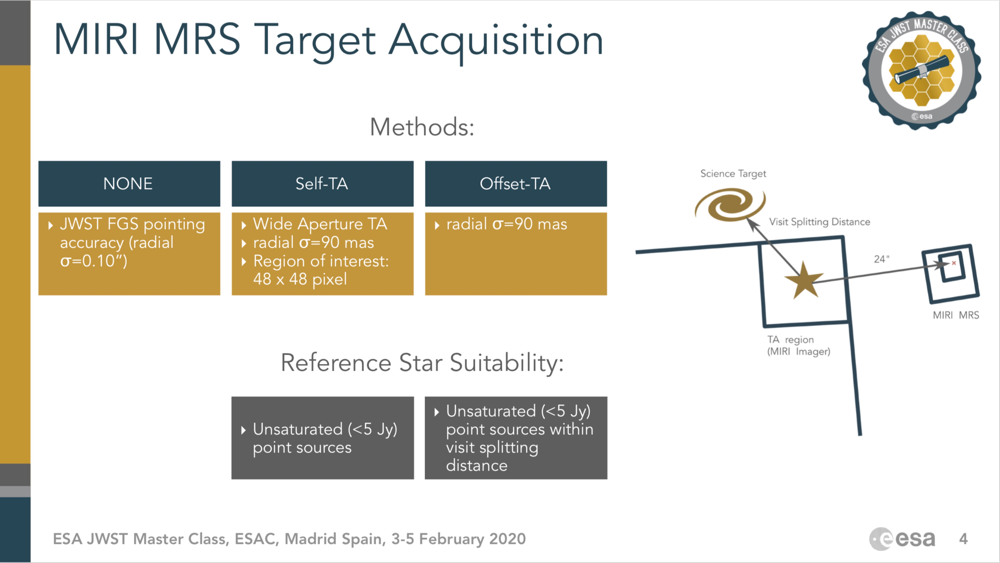 MIRI MRS Target Acquisition
ESA JWST MASTER CLASS
esa
Methods:
NONE
Self-TA
Offset-TA
JWST FGS pointing
accuracy (radial
σ=0.10”)
Wide Aperture TA
radial σ=90 mas
Region of interest:
48 x 48 pixel
radial σ=90 mas
Science Target
Visit Splitting Distance
24"
MIRI MRS
TA region
(MIRI Imager)
Reference Star Suitability:
Unsaturated (<5 Jy)
point sources
Unsaturated (<5 Jy)
point sources within
visit splitting
distance
ESA JWST Master Class, ESAC, Madrid Spain, 3-5 February 2020
esa
4